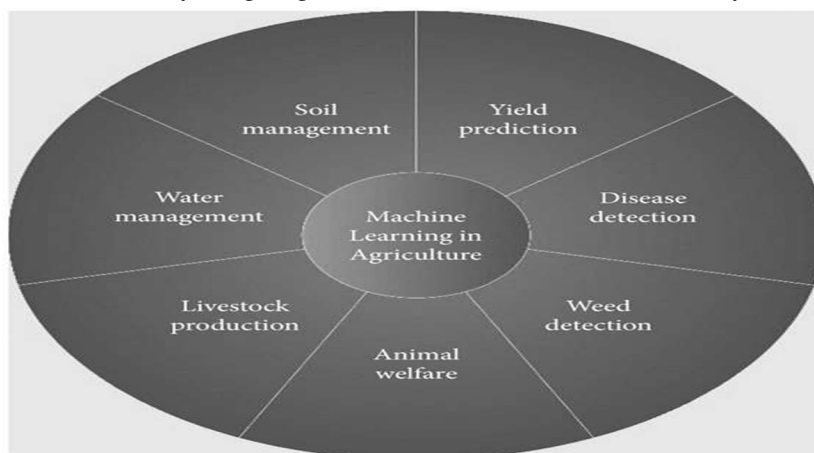 Soil
management
Yield
prediction
Water
management
Machine
Learning in
Agriculture
Disease
detection
Livestock
production
Weed
detection
Animal
welfare